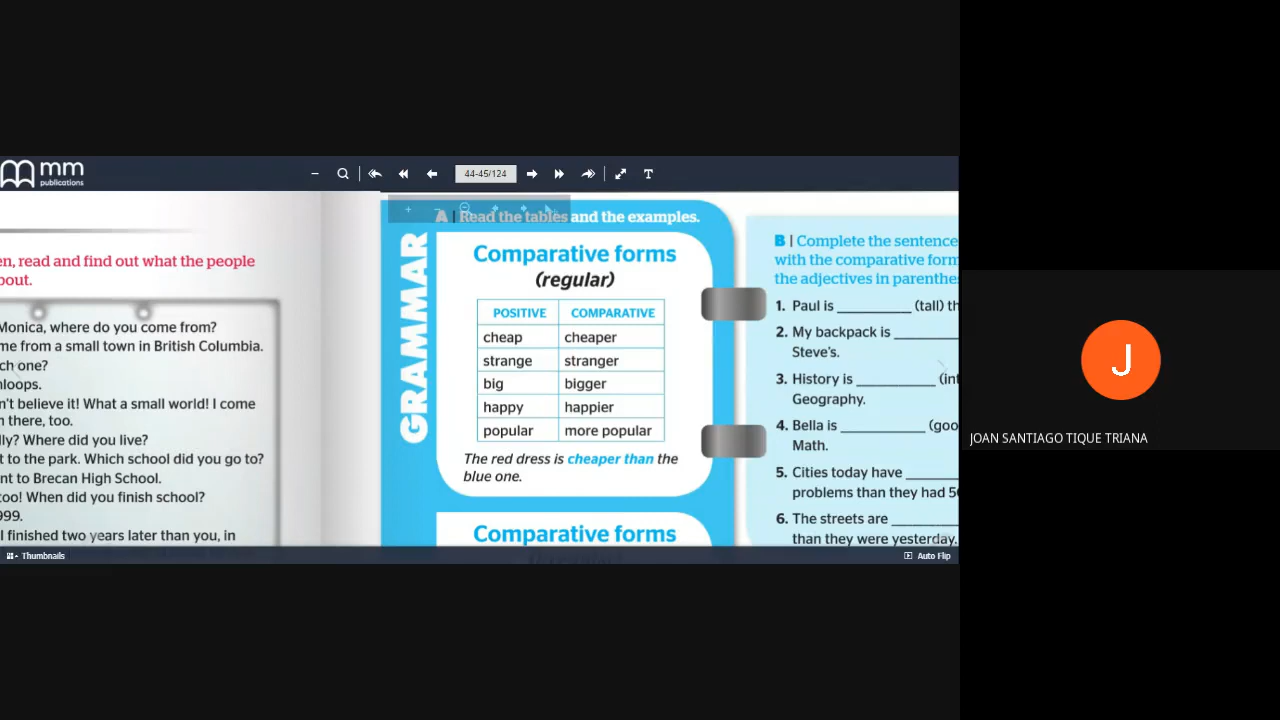 mm
publications
44-45/124
T
en, read and find out what the people
bout.
Monica, where do you come from?
me from a small town in British Columbia.
ch one?
nloops.
n't believe it! What a small world! I come
n there, too.
lly? Where did you live?
t to the park. Which school did you go to?
nt to Brecan High School.
too! When did you finish school?
999.
I finished two years later than you, in
GRAMMAR
A | Read the tables and the examples.
Comparative forms
(regular)
POSITIVE COMPARATIVE
cheap cheaper
strange stranger
big bigger
happy happier
popular more popular
The red dress is cheaper than the
blue one.
Comparative forms
B | Complete the sentence
with the comparative form
the adjectives in parenthe
1. Paul is __________ (tall) th
2. My backpack is
Steve's.
3. History is __________ (int
Geography.
4. Bella is __________ (goo
Math.
5. Cities today have
problems than they had 50
6. The streets are
than they were yesterday.
Thumbnails
Auto Flip
J
JOAN SANTIAGO TIQUE TRIANA